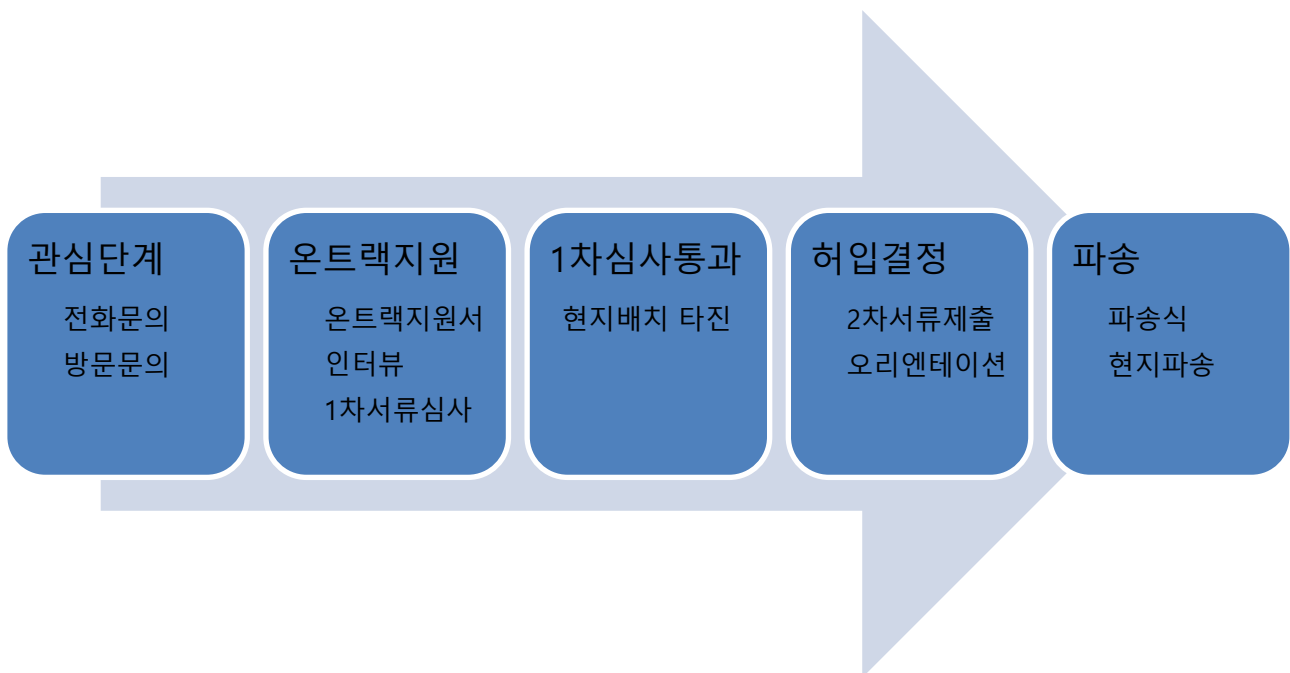 관심단계
전화문의
방문문의
온트랙지원
온트랙지원서
인터뷰
1차서류심사
1차심사통과
현지배치 타진
허입결정
2차서류제출
오리엔테이션
파송
파송식
현지파송